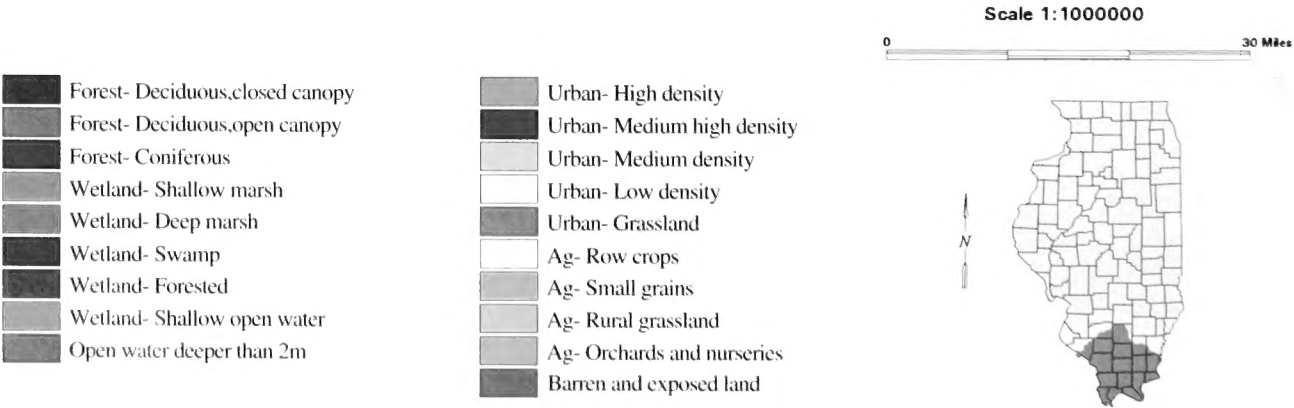 Scale 1:1000000
0 30 Miles
Forest- Deciduous,closed canopy
Forest- Deciduous,open canopy
Forest- Coniferous
Wetland- Shallow marsh
Wetland- Deep marsh
Wetland- Swamp
Wetland- Forested
Wetland- Shallow open water
Open water deeper than 2m
Urban- High density
Urban- Medium high density
Urban- Medium density
Urban- Low density
Urban- Grassland
Ag- Row crops
Ag- Small grains
Ag- Rural grassland
Ag- Orchards and nurseries
Barren and exposed land
N